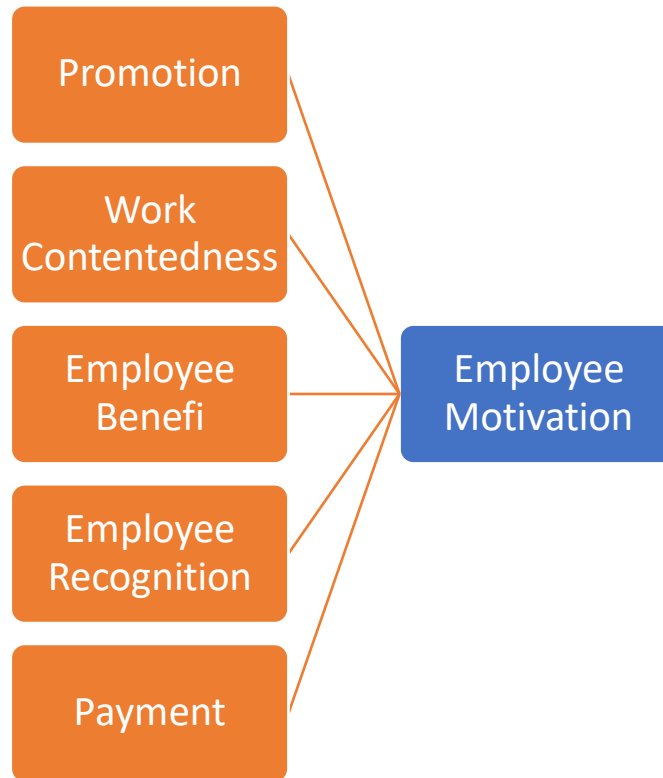 Promotion
Work
Contentedness
Employee
Benefi
Employee
Recognition
Payment
Employee
Motivation